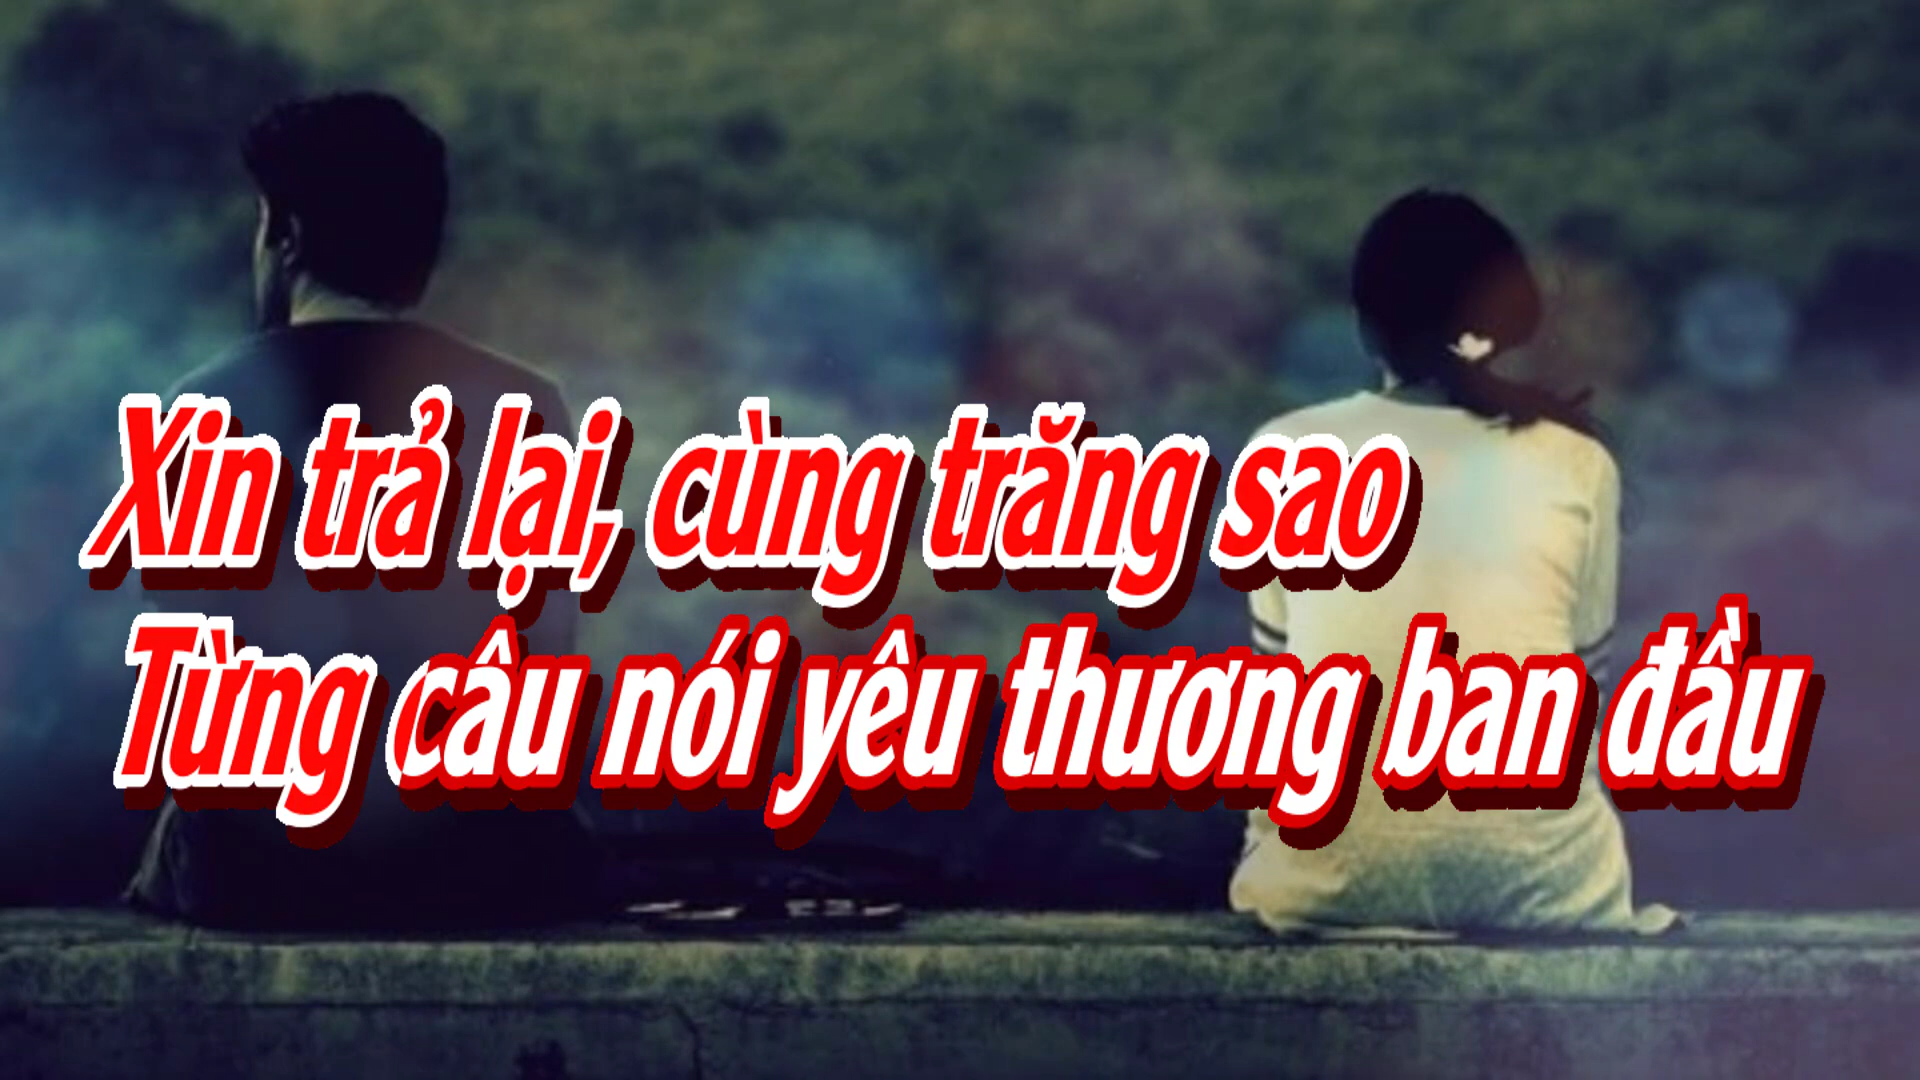 Xin trả lại, cùng trăng sao
Từng câu nói yêu thương ban đầu